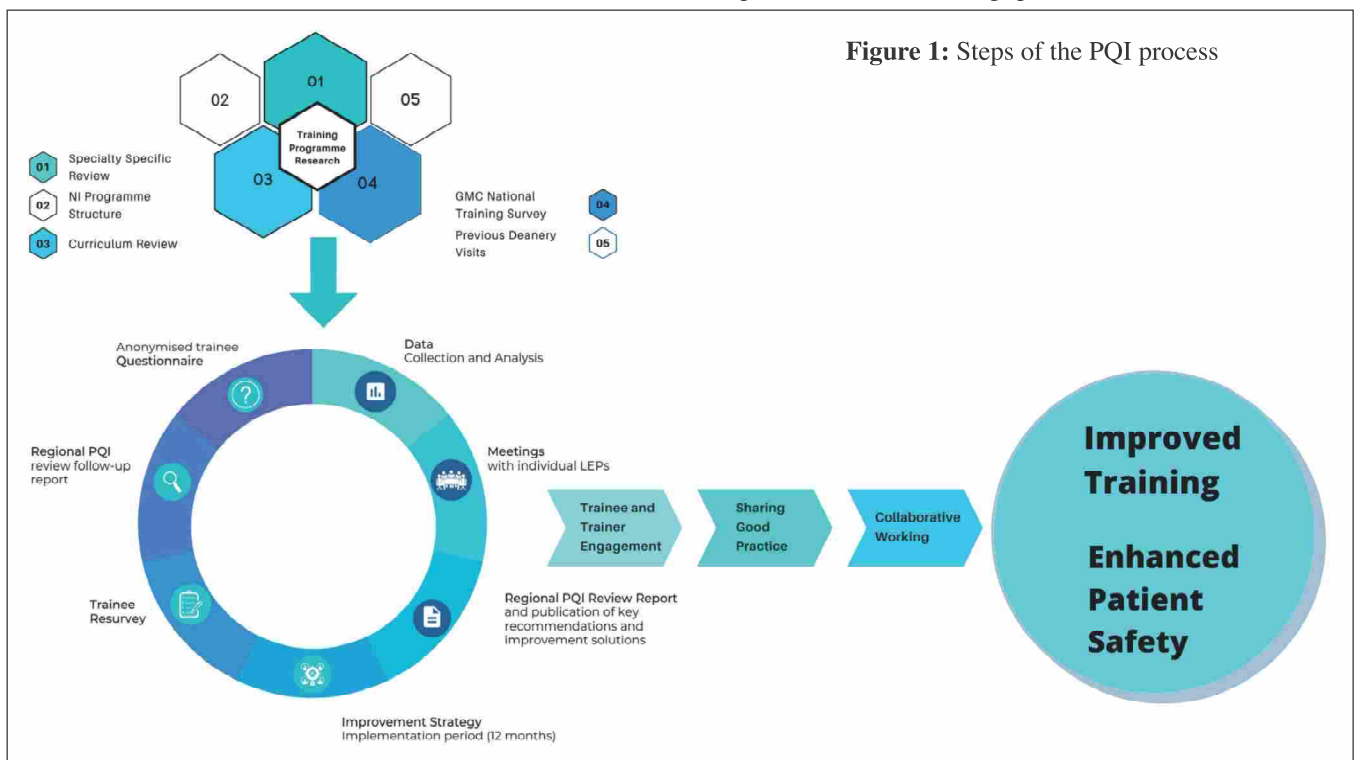 Figure 1: Steps of the PQI process
01
02
05
Training
Programme
Research
03
04
01
Specialty Specific
Review
02
NI Programme
Structure
03
Curriculum Review
GMC National
Training Survey
04
Previous Deanery
Visits
05
Anonymised trainee
Questionnaire
?
Data
Collection and Analysis
Regional PQI
review follow-up
report
Meetings
with individual LEPs
Trainee
Resurvey
Regional PQI Review Report
and publication of key
recommendations and
improvement solutions
Improvement Strategy
Implementation period (12 months)
Trainee and
Trainer
Engagement
Sharing
Good
Practice
Collaborative
Working
Improved
Training
Enhanced
Patient
Safety